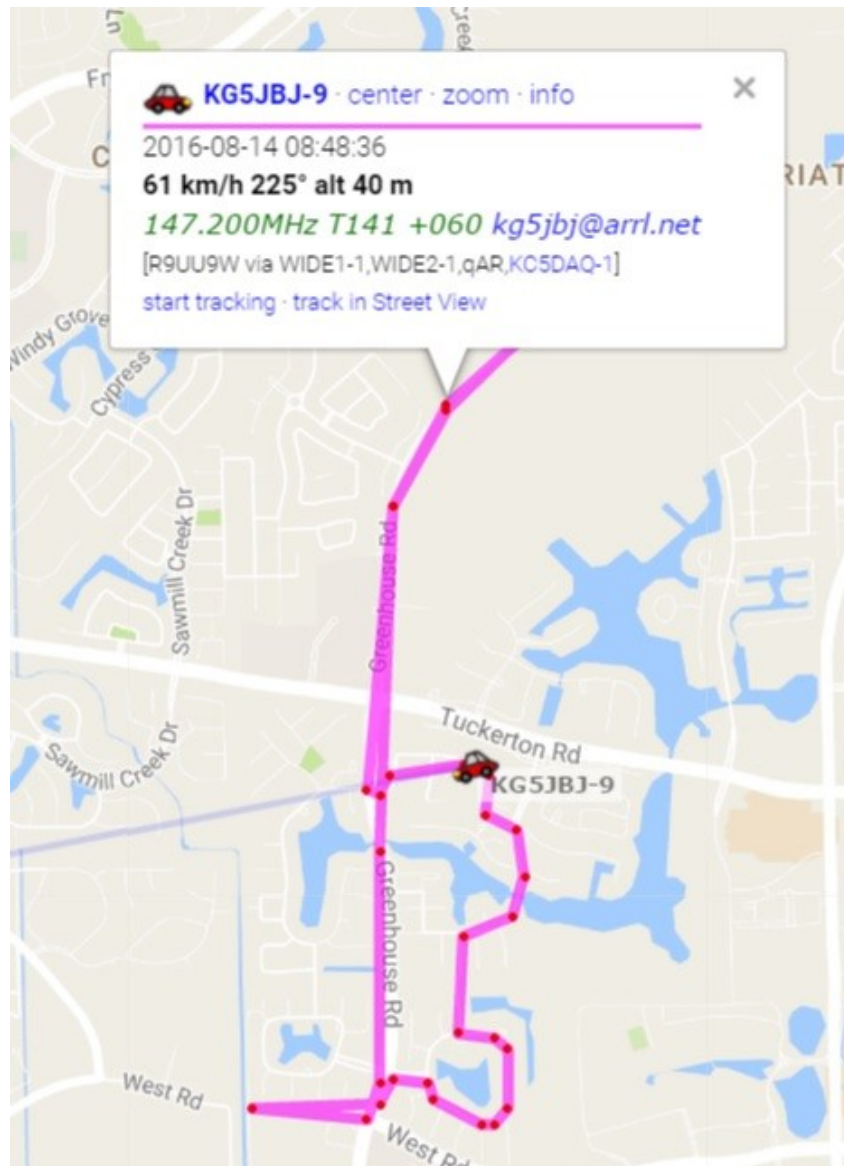 Fr
KG5JBJ-9 · center · zoom · info
×
2016-08-14 08:48:36
61 km/h 225° alt 40 m
147.200MHz T141 +060 kg5jbj@arrl.net
[R9UU9W via WIDE1-1,WIDE2-1,qAR,KC5DAQ-1]
start tracking · track in Street View
C
RIAT
Windy Grove
Cypress
Sawmill Creek Dr
Greenhouse Rd
Tuckerton Rd
Sawmill Creek Dr
KG5JBJ-9
Greenhouse Rd
West Rd
West Rd